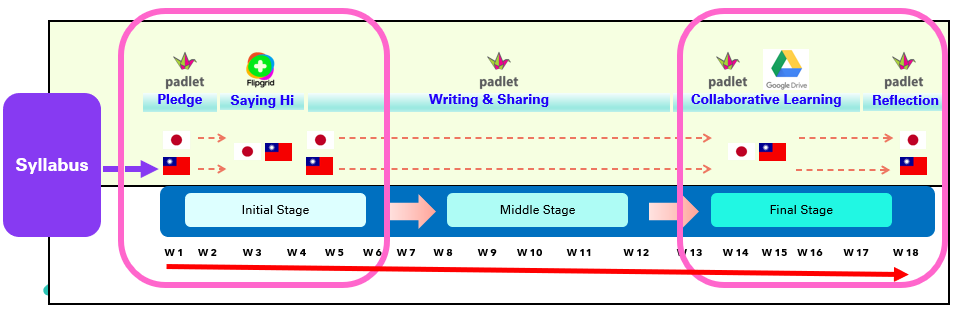 padlet
Flipgrid
padlet
padlet
Google Drive
padlet
Pledge
Saying Hi
Writing & Sharing
Collaborative Learning
Reflection
Syllabus
Initial Stage
Middle Stage
Final Stage
W 1 W 2 W 3 W 4 W 5 W 6 W 7 W 8 W 9 W 10 W 11 W 12 W 13 W 14 W 15 W 16 W 17 W 18